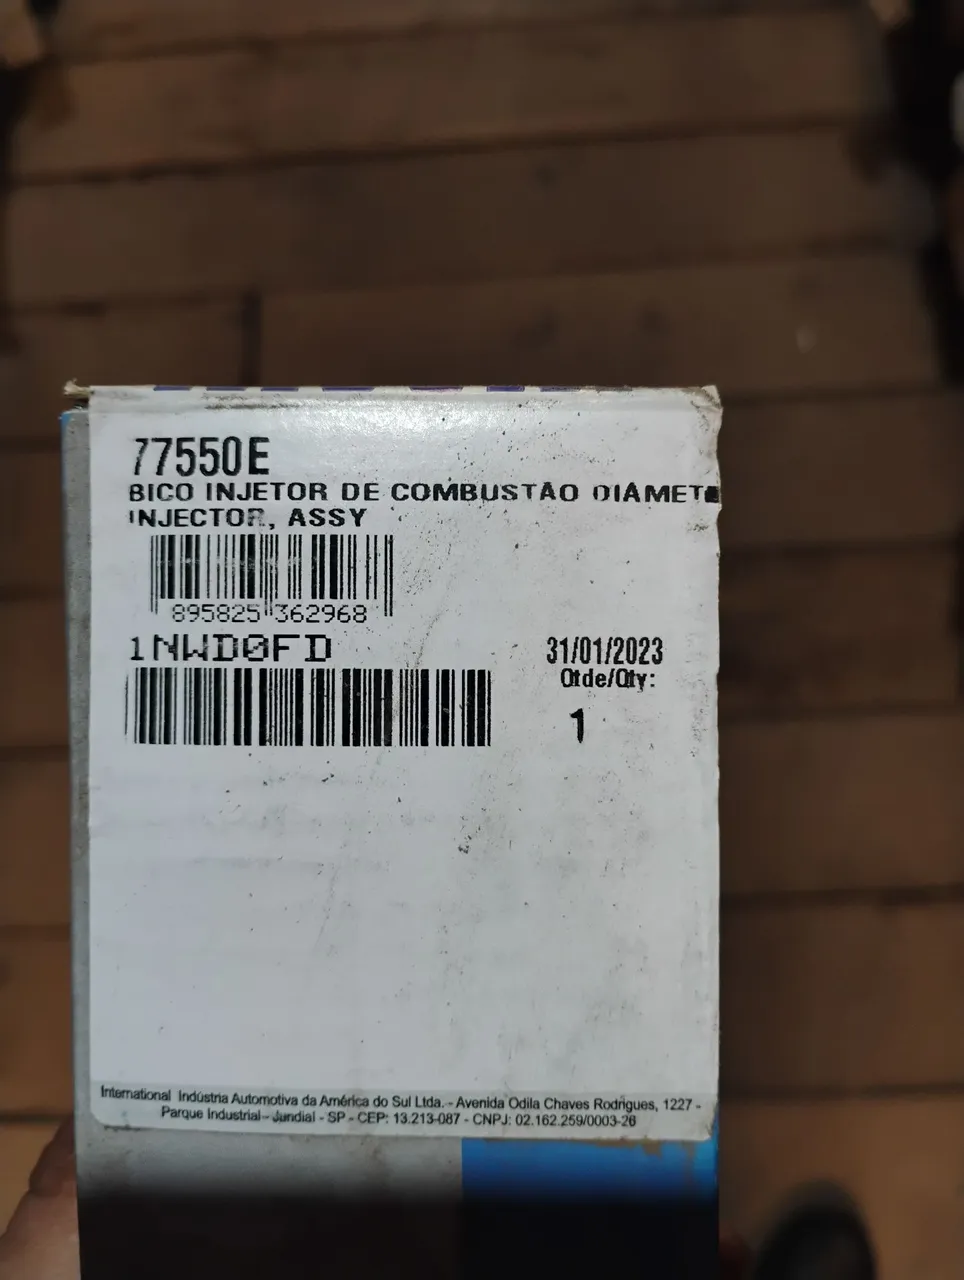 77550E
BICO INJETOR DE COMBUSTÃO DIÂMET
INJECTOR, ASSY
895825 362968
1NWD0FD
31/01/2023
Qtde/Qty:
1
International Indústria Automotiva da América do Sul Ltda. - Avenida Odila Chaves Rodrigues, 1227 -
Parque Industrial - Jundiaí - SP - CEP: 13.213-087 - CNPJ: 02.162.259/0003-26